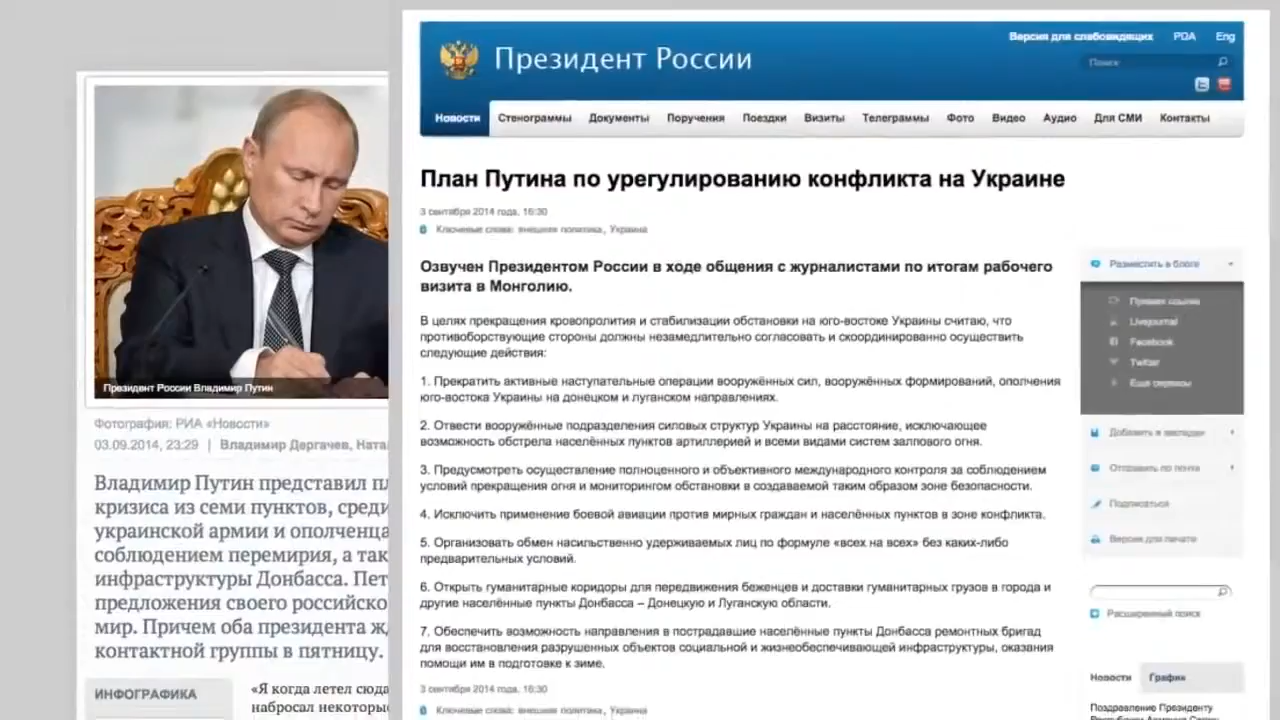 Версия для слабовидящих PDA Eng
Президент России
Поиск
Новости Стенограммы Документы Поручения Поездки Визиты Телеграммы Фото Видео Аудио Для СМИ Контакты
План Путина по урегулированию конфликта на Украине
3 сентября 2014 года, 16:30
Ключевые слова: внешняя политика, Украина
Озвучен Президентом России в ходе общения с журналистами по итогам рабочего
визита в Монголию.
В целях прекращения кровопролития и стабилизации обстановки на юго-востоке Украины считаю, что
противоборствующие стороны должны незамедлительно согласовать и скоординированно осуществить
следующие действия:
1. Прекратить активные наступательные операции вооружённых сил, вооружённых формирований, ополчения
юго-востока Украины на донецком и луганском направлениях.
2. Отвести вооружённые подразделения силовых структур Украины на расстояние, исключающее
возможность обстрела населённых пунктов артиллерией и всеми видами систем залпового огня.
3. Предусмотреть осуществление полноценного и объективного международного контроля за соблюдением
условий прекращения огня и мониторингом обстановки в создаваемой таким образом зоне безопасности.
4. Исключить применение боевой авиации против мирных граждан и населённых пунктов в зоне конфликта.
5. Организовать обмен насильственно удерживаемых лиц по формуле «всех на всех» без каких-либо
предварительных условий.
6. Открыть гуманитарные коридоры для передвижения беженцев и доставки гуманитарных грузов в города и
другие населённые пункты Донбасса – Донецкую и Луганскую области.
7. Обеспечить возможность направления в пострадавшие населённые пункты Донбасса ремонтных бригад
для восстановления разрушенных объектов социальной и жизнеобеспечивающей инфраструктуры, оказания
помощи им в подготовке к зиме.
3 сентября 2014 года, 16:30
Ключевые слова: внешняя политика, Украина
Разместить в блоге
Прямая ссылка
Livejournal
Facebook
Twitter
Еще сервисы
Добавить в закладки
Отправить по почте
Подписаться
Версия для печати
Расширенный поиск
Новости График
Поздравление Президенту
Республики Армения Сержу
Президент России Владимир Путин
Фотография: РИА «Новости»
03.09.2014, 23:29 | Владимир Дергачев, Ната
Владимир Путин представил пл
кризиса из семи пунктов, среди
украинской армии и ополченца
соблюдением перемирия, а так
инфраструктуры Донбасса. Пет
предложения своего российско
мир. Причем оба президента жд
контактной группы в пятницу.
ИНФОГРАФИКА
«Я когда летел сюда
набросал некоторые